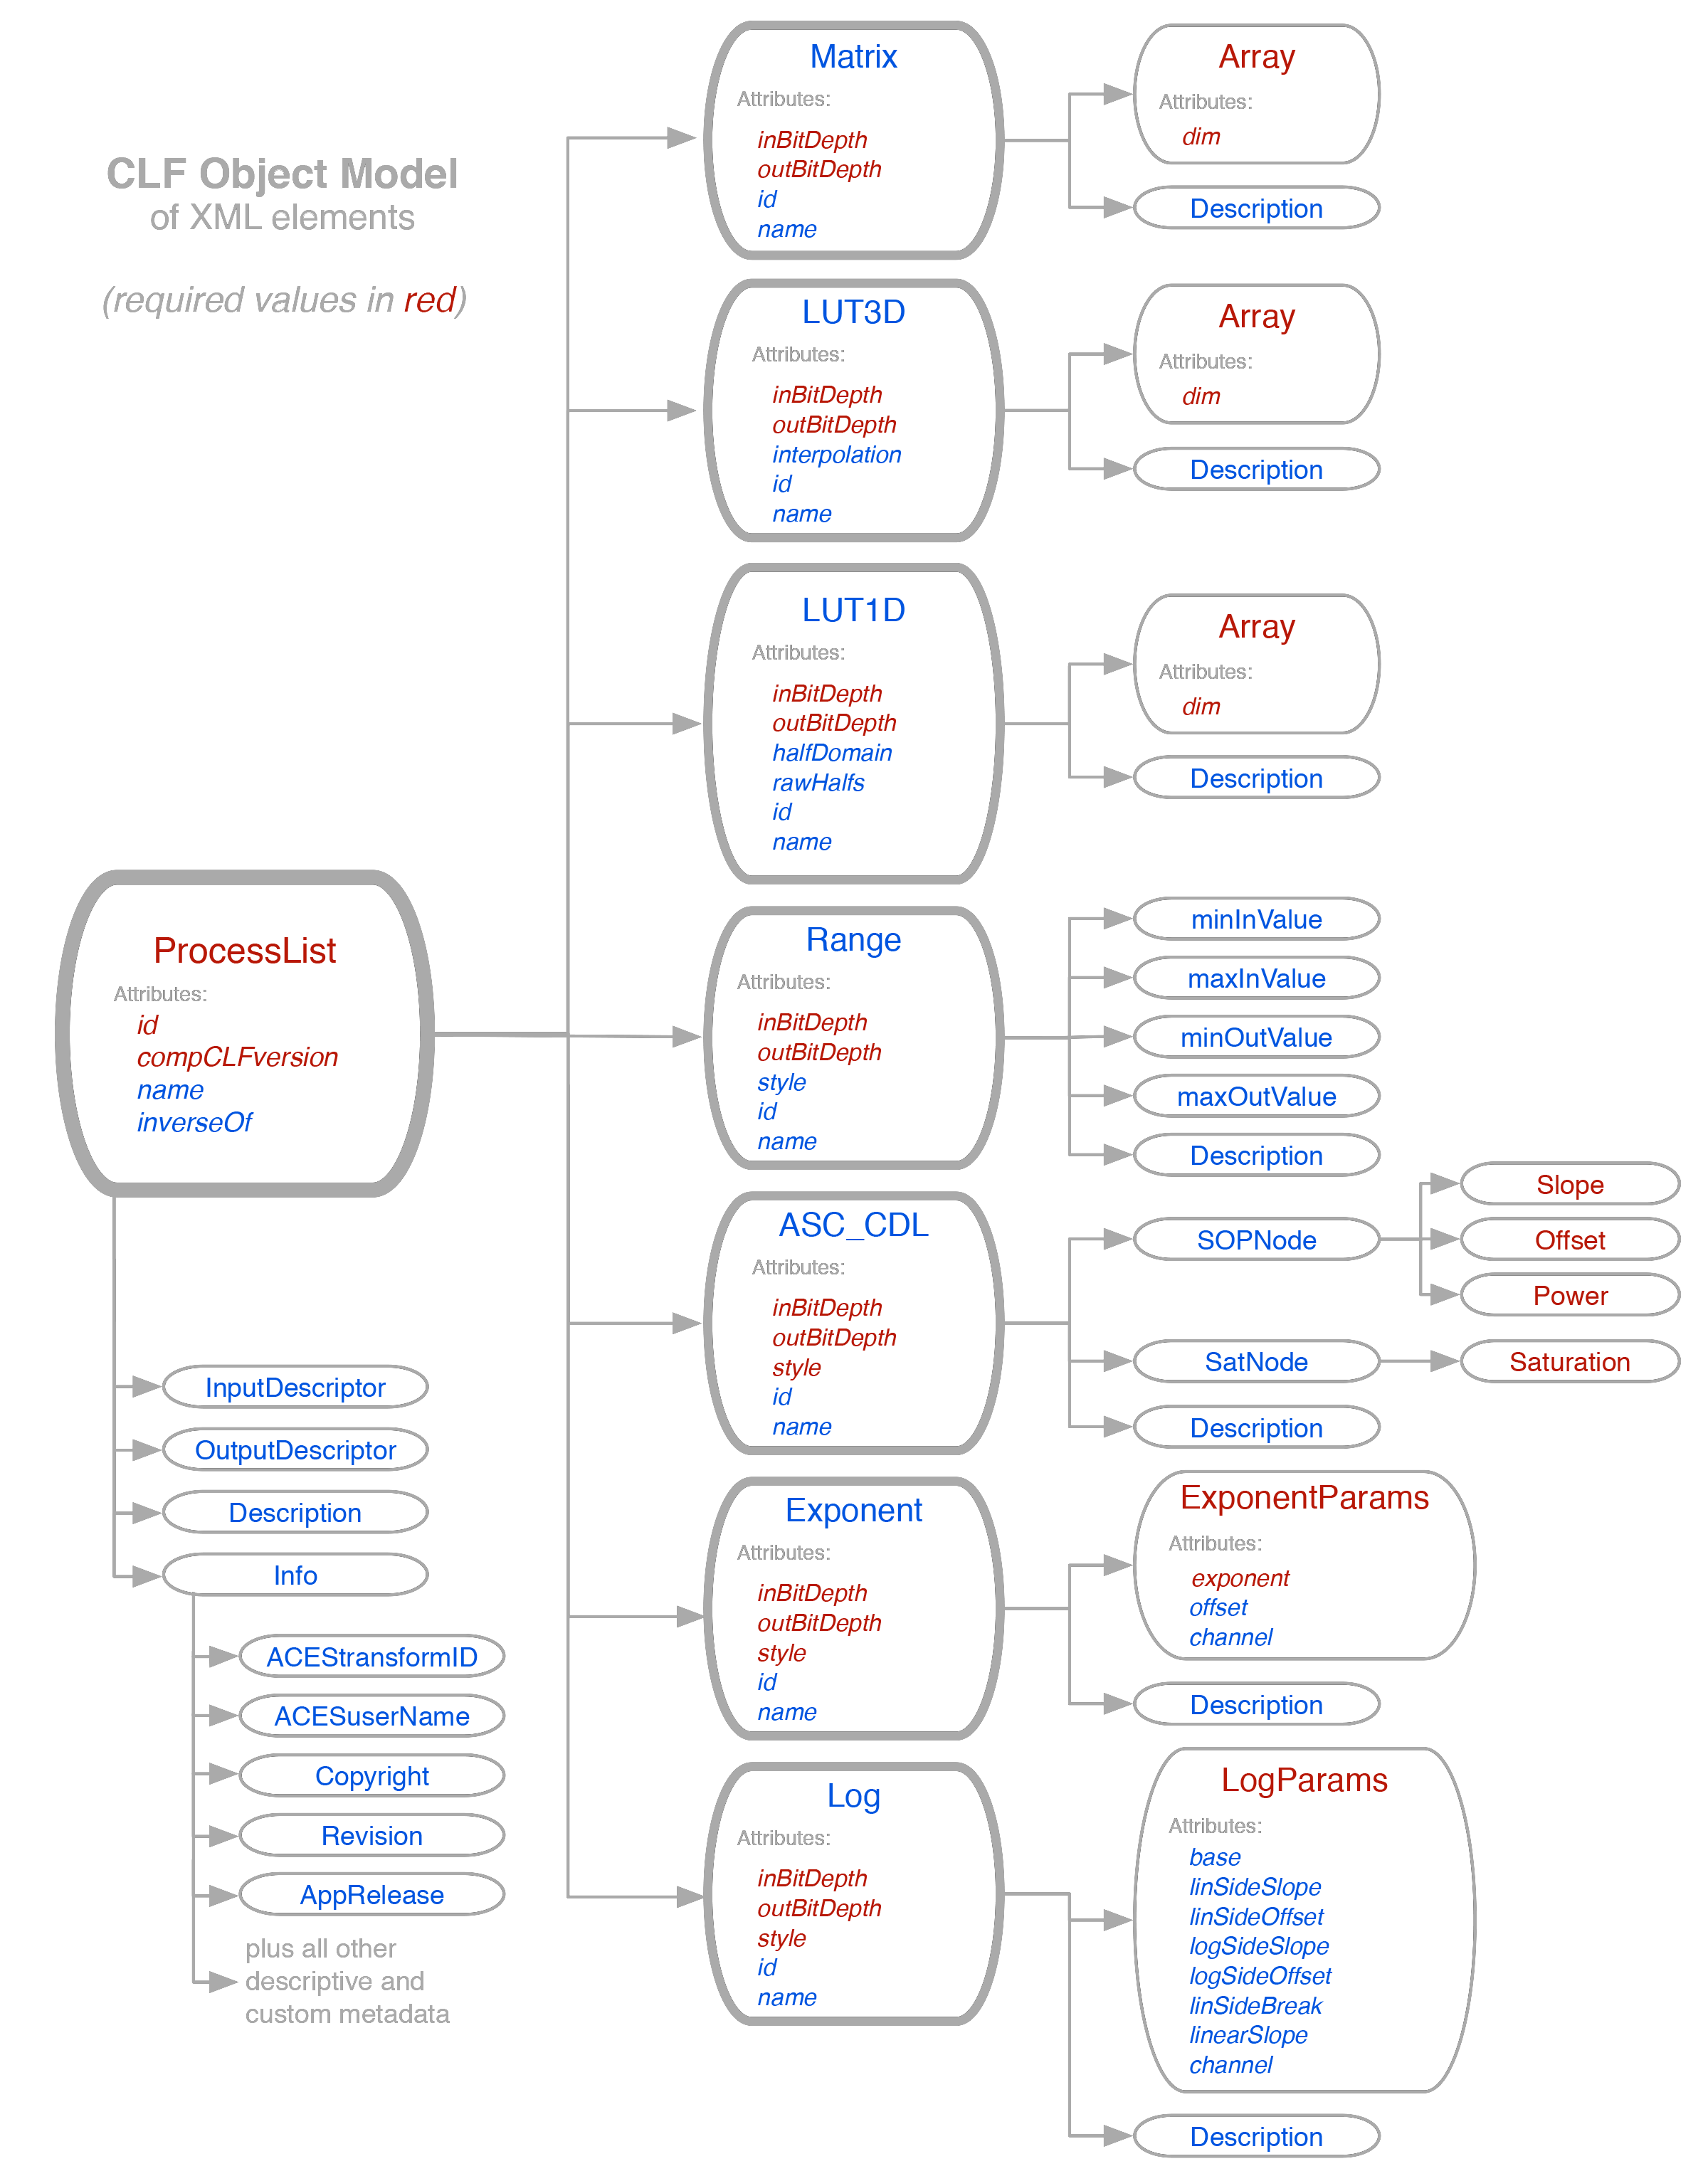 CLF Object Model
of XML elements
(required values in red)
ProcessList
Attributes:
id
compCLFversion
name
inverseOf
InputDescriptor
OutputDescriptor
Description
Info
ACEStransformID
ACESuserName
Copyright
Revision
AppRelease
plus all other
descriptive and
custom metadata
Matrix
Attributes:
inBitDepth
outBitDepth
id
name
Array
Attributes:
dim
Description
LUT3D
Attributes:
inBitDepth
outBitDepth
interpolation
id
name
Array
Attributes:
dim
Description
LUT1D
Attributes:
inBitDepth
outBitDepth
halfDomain
rawHalfs
id
name
Array
Attributes:
dim
Description
Range
Attributes:
inBitDepth
outBitDepth
style
id
name
minInValue
maxInValue
minOutValue
maxOutValue
Description
ASC_CDL
Attributes:
inBitDepth
outBitDepth
style
id
name
SOPNode
Slope
Offset
Power
SatNode
Saturation
Description
Exponent
Attributes:
inBitDepth
outBitDepth
style
id
name
ExponentParams
Attributes:
exponent
offset
channel
Description
Log
Attributes:
inBitDepth
outBitDepth
style
id
name
LogParams
Attributes:
base
linSideSlope
linSideOffset
logSideSlope
logSideOffset
linSideBreak
linearSlope
channel
Description